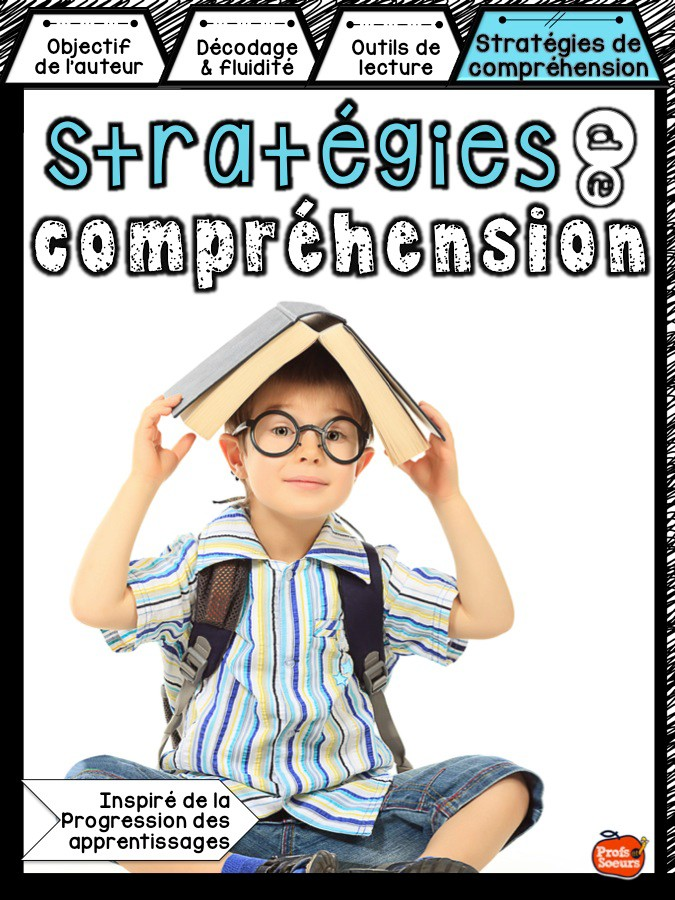 Objectif
de l'auteur
Décodage
& fluidité
Outils de
lecture
Stratégies de
compréhension
Stratégies de
compréhension
Inspiré de la
Progression des
apprentissages
Profs
Soeurs